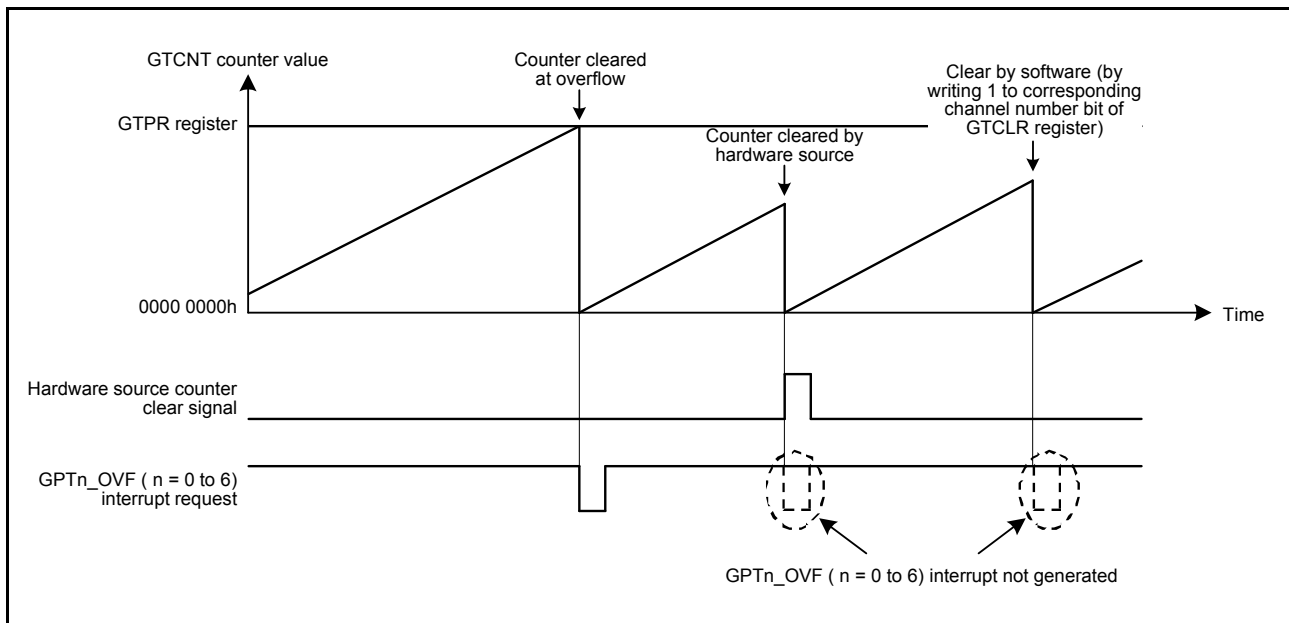 GTCNT counter value
Counter cleared
at overflow
Clear by software (by
writing 1 to corresponding
channel number bit of
GTCLR register)
GTPR register
Counter cleared by
hardware source
0000 0000h
Time
Hardware source counter
clear signal
GPTn_OVF ( n = 0 to 6)
interrupt request
GPTn_OVF ( n = 0 to 6) interrupt not generated